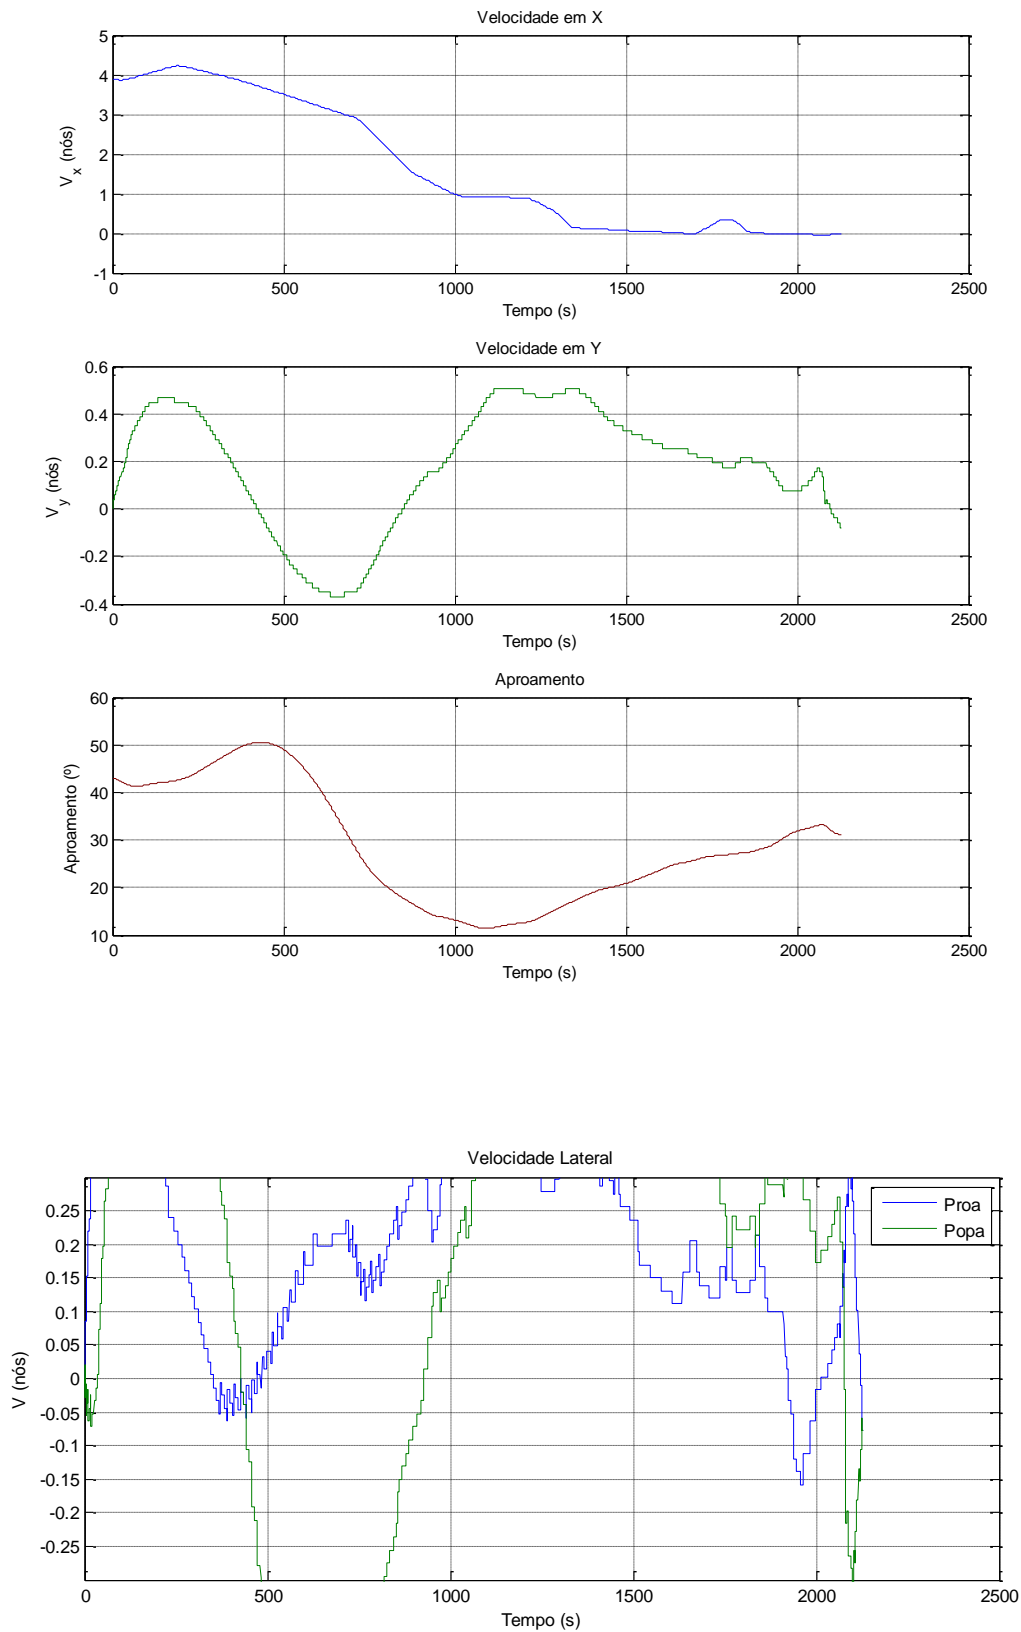 Velocidade em X
5
4
3
2
1
0
-1
V_x (nós)
0 500 1000 1500 2000 2500
Tempo (s)
Velocidade em Y
0.6
0.4
0.2
0
-0.2
-0.4
V_y (nós)
0 500 1000 1500 2000 2500
Tempo (s)
Aproamento
60
50
40
30
20
10
Aproamento (º)
0 500 1000 1500 2000 2500
Tempo (s)
Velocidade Lateral
0.25
0.2
0.15
0.1
0.05
0
-0.05
-0.1
-0.15
-0.2
-0.25
V (nós)
Proa
Popa
0 500 1000 1500 2000 2500
Tempo (s)